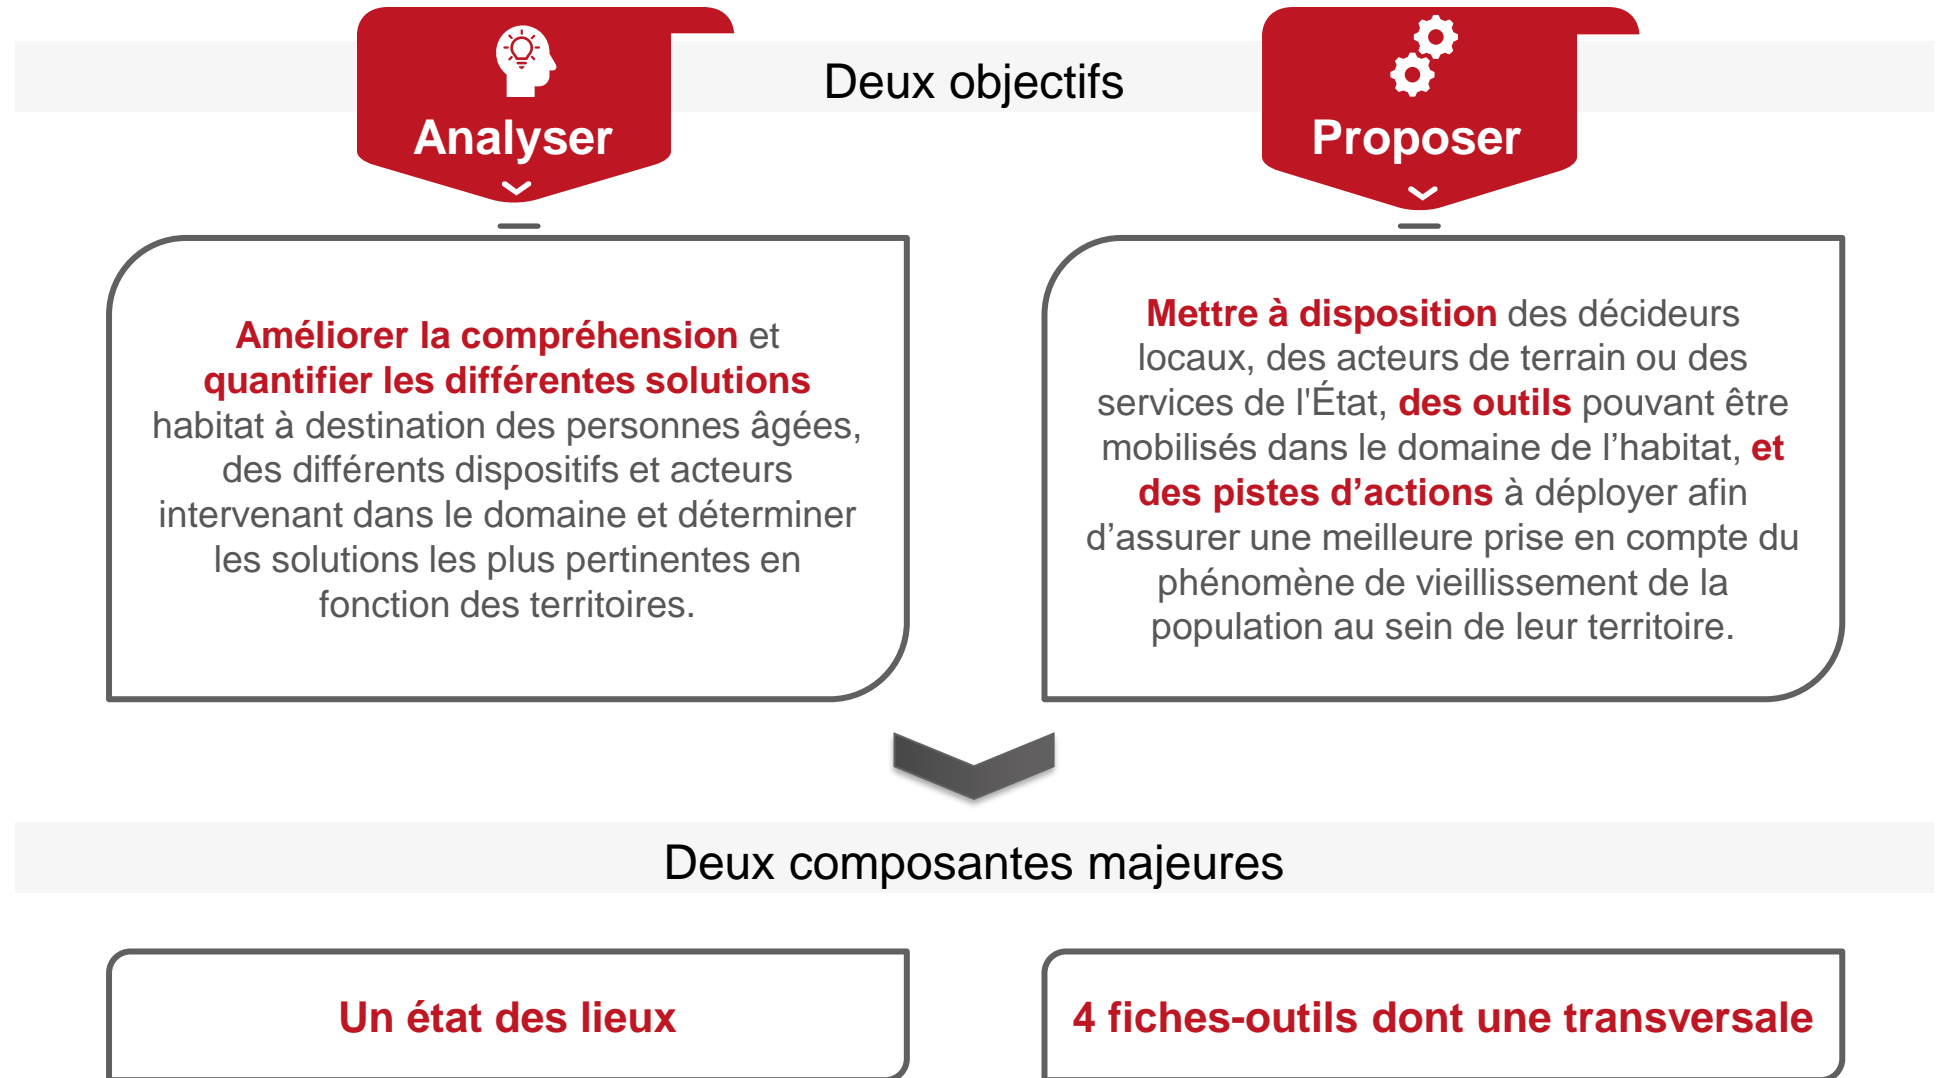 Deux objectifs
Analyser
Améliorer la compréhension et
quantifier les différentes solutions
habitat à destination des personnes âgées,
des différents dispositifs et acteurs
intervenant dans le domaine et déterminer
les solutions les plus pertinentes en
fonction des territoires.
Proposer
Mettre à disposition des décideurs
locaux, des acteurs de terrain ou des
services de l'État, des outils pouvant être
mobilisés dans le domaine de l’habitat, et
des pistes d’actions à déployer afin
d’assurer une meilleure prise en compte du
phénomène de vieillissement de la
population au sein de leur territoire.
Deux composantes majeures
Un état des lieux
4 fiches-outils dont une transversale